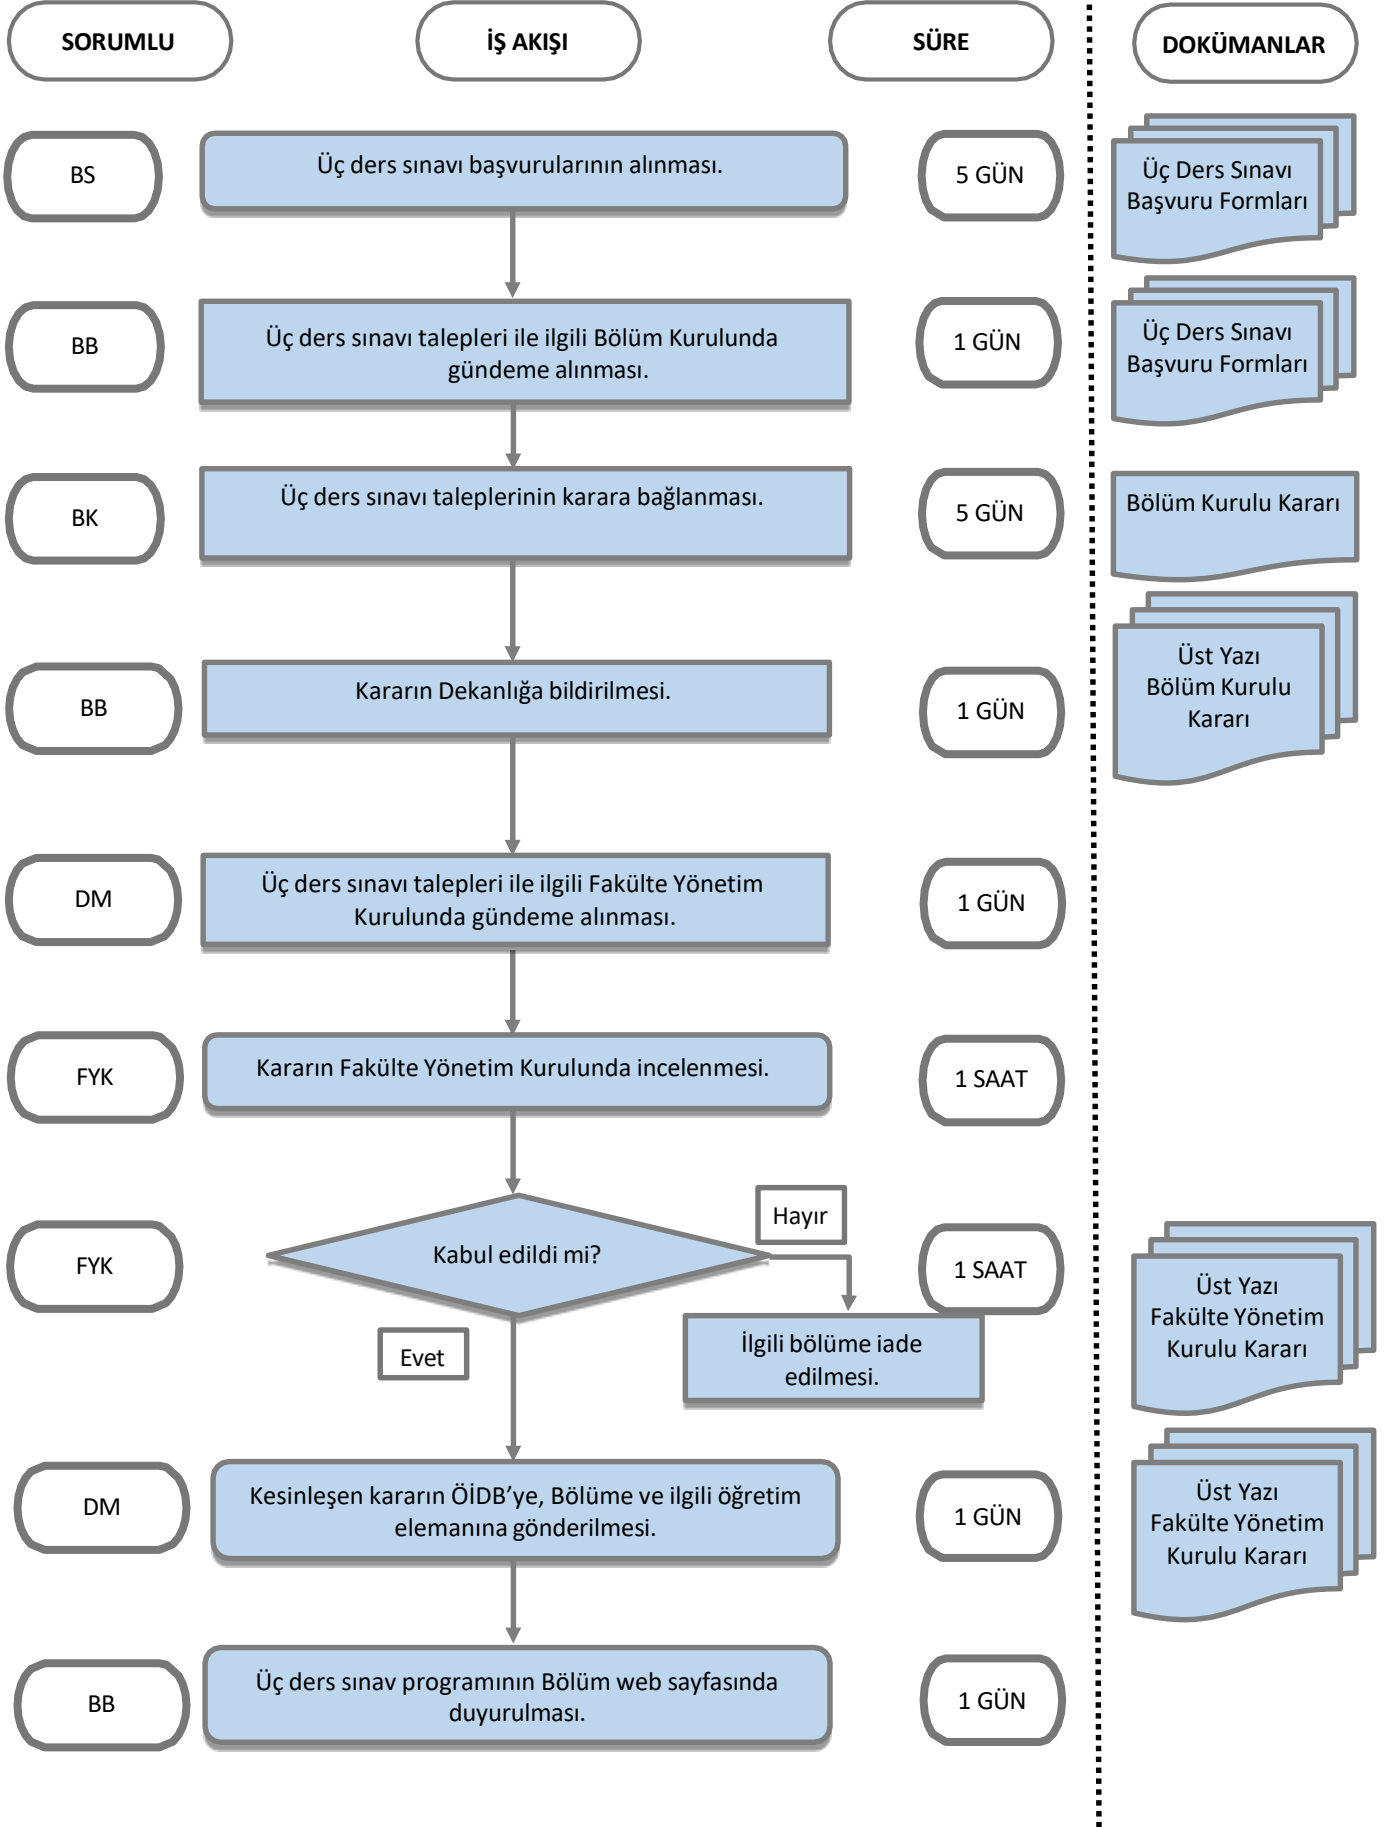 SORUMLU
İŞ AKIŞI
SÜRE
DOKÜMANLAR
BS
Üç ders sınavı başvurularının alınması.
5 GÜN
Üç Ders Sınavı
Başvuru Formları
BB
Üç ders sınavı talepleri ile ilgili Bölüm Kurulunda
gündeme alınması.
1 GÜN
Üç Ders Sınavı
Başvuru Formları
BK
Üç ders sınavı taleplerinin karara bağlanması.
5 GÜN
Bölüm Kurulu Kararı
BB
Kararın Dekanlığa bildirilmesi.
1 GÜN
Üst Yazı
Bölüm Kurulu
Kararı
DM
Üç ders sınavı talepleri ile ilgili Fakülte Yönetim
Kurulunda gündeme alınması.
1 GÜN
FYK
Kararın Fakülte Yönetim Kurulunda incelenmesi.
1 SAAT
FYK
Kabul edildi mi?
Hayır
1 SAAT
Üst Yazı
Fakülte Yönetim
Kurulu Kararı
Evet
İlgili bölüme iade
edilmesi.
DM
Kesinleşen kararın ÖİDB’ye, Bölüme ve ilgili öğretim
elemanına gönderilmesi.
1 GÜN
Üst Yazı
Fakülte Yönetim
Kurulu Kararı
BB
Üç ders sınav programının Bölüm web sayfasında
duyurulması.
1 GÜN